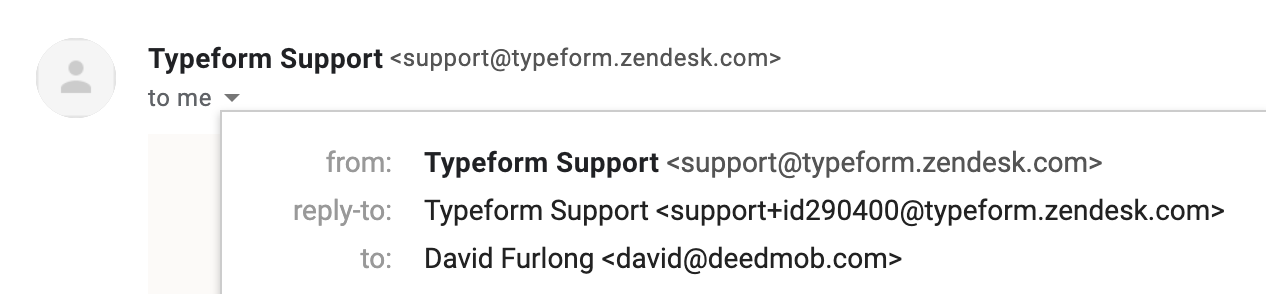 Typeform Support <support@typeform.zendesk.com>
to me
from: Typeform Support <support@typeform.zendesk.com>
reply-to: Typeform Support <support+id290400@typeform.zendesk.com>
to: David Furlong <david@deedmob.com>